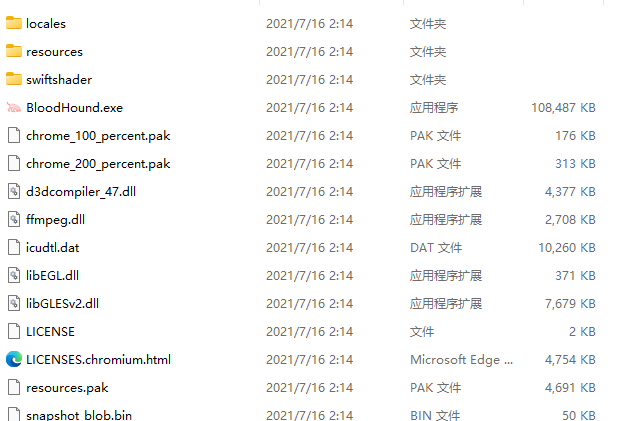 locales 2021/7/16 2:14 文件夹
resources 2021/7/16 2:14 文件夹
swiftshader 2021/7/16 2:14 文件夹
BloodHound.exe 2021/7/16 2:14 应用程序 108,487 KB
chrome_100_percent.pak 2021/7/16 2:14 PAK 文件 176 KB
chrome_200_percent.pak 2021/7/16 2:14 PAK 文件 313 KB
d3dcompiler_47.dll 2021/7/16 2:14 应用程序扩展 4,377 KB
ffmpeg.dll 2021/7/16 2:14 应用程序扩展 2,708 KB
icudtl.dat 2021/7/16 2:14 DAT 文件 10,260 KB
libEGL.dll 2021/7/16 2:14 应用程序扩展 371 KB
libGLESv2.dll 2021/7/16 2:14 应用程序扩展 7,679 KB
LICENSE 2021/7/16 2:14 文件 2 KB
LICENSES.chromium.html 2021/7/16 2:14 Microsoft Edge ... 4,754 KB
resources.pak 2021/7/16 2:14 PAK 文件 4,691 KB
snapshot_blob.bin 2021/7/16 2:14 BIN 文件 50 KB